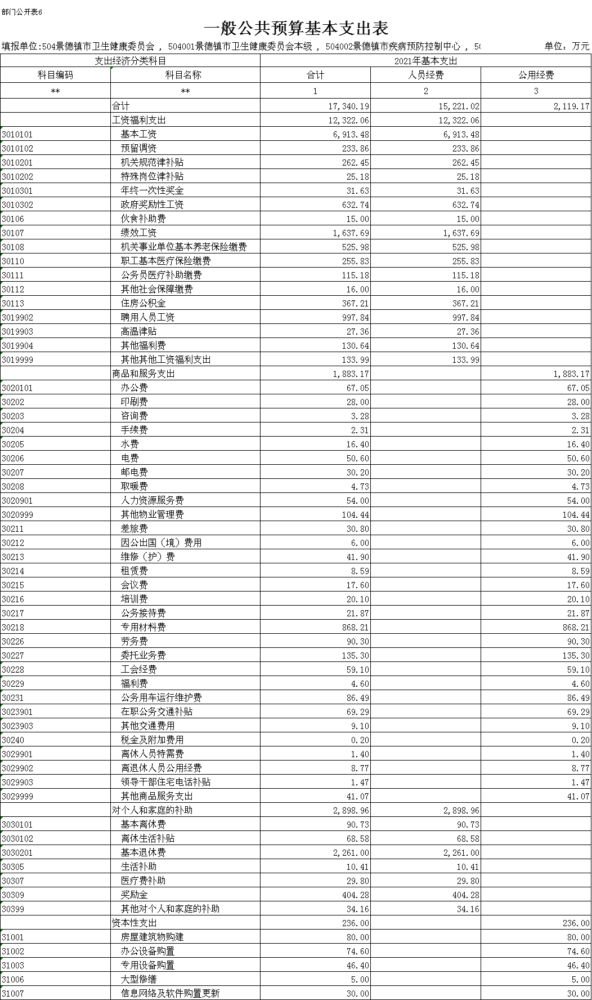 部门公开表6
一般公共预算基本支出表
填报单位:504景德镇市卫生健康委员会 , 504001景德镇市卫生健康委员会本级 , 504002景德镇市疾病预防控制中心 , 50 单位：万元
支出经济分类科目 2021年基本支出
科目编码 科目名称 合计 人员经费 公用经费
** ** 1 2 3
合计 17,340.19 15,221.02 2,119.17
工资福利支出 12,322.06 12,322.06
3010101 基本工资 6,913.48 6,913.48
3010102 预留调资 233.86 233.86
3010201 机关规范津补贴 262.45 262.45
3010202 特殊岗位津补贴 25.18 25.18
3010301 年终一次性奖金 31.63 31.63
3010302 政府奖励性工资 632.74 632.74
30106 伙食补助费 15.00 15.00
30107 绩效工资 1,637.69 1,637.69
30108 机关事业单位基本养老保险缴费 525.98 525.98
30110 职工基本医疗保险缴费 255.83 255.83
30111 公务员医疗补助缴费 115.18 115.18
30112 其他社会保障缴费 16.00 16.00
30113 住房公积金 367.21 367.21
3019902 聘用人员工资 997.84 997.84
3019903 高温津贴 27.36 27.36
3019904 其他福利费 130.64 130.64
3019999 其他其他工资福利支出 133.99 133.99
商品和服务支出 1,883.17 1,883.17
3020101 办公费 67.05 67.05
30202 印刷费 28.00 28.00
30203 咨询费 3.28 3.28
30204 手续费 2.31 2.31
30205 水费 16.40 16.40
30206 电费 50.60 50.60
30207 邮电费 30.20 30.20
30208 取暖费 4.73 4.73
3020901 人力资源服务费 54.00 54.00
3020999 其他物业管理费 104.44 104.44
30211 差旅费 30.80 30.80
30212 因公出国（境）费用 6.00 6.00
30213 维修（护）费 41.90 41.90
30214 租赁费 8.59 8.59
30215 会议费 17.60 17.60
30216 培训费 20.10 20.10
30217 公务接待费 21.87 21.87
30218 专用材料费 868.21 868.21
30226 劳务费 90.30 90.30
30227 委托业务费 135.30 135.30
30228 工会经费 59.10 59.10
30229 福利费 4.60 4.60
30231 公务用车运行维护费 86.49 86.49
3023901 在职公务交通补贴 69.29 69.29
3023903 其他交通费用 9.10 9.10
30240 税金及附加费用 0.20 0.20
3029901 离休人员特需费 1.40 1.40
3029902 离退休人员公用经费 8.77 8.77
3029903 领导干部住宅电话补贴 1.47 1.47
3029999 其他商品服务支出 41.07 41.07
对个人和家庭的补助 2,898.96 2,898.96
3030101 基本离休费 90.73 90.73
3030102 离休生活补贴 68.58 68.58
3030201 基本退休费 2,261.00 2,261.00
30305 生活补助 10.41 10.41
30307 医疗费补助 29.80 29.80
30309 奖励金 404.28 404.28
30399 其他对个人和家庭的补助 34.16 34.16
资本性支出 236.00 236.00
31001 房屋建筑物购建 80.00 80.00
31002 办公设备购置 74.60 74.60
31003 专用设备购置 46.40 46.40
31006 大型修缮 5.00 5.00
31007 信息网络及软件购置更新 30.00 30.00